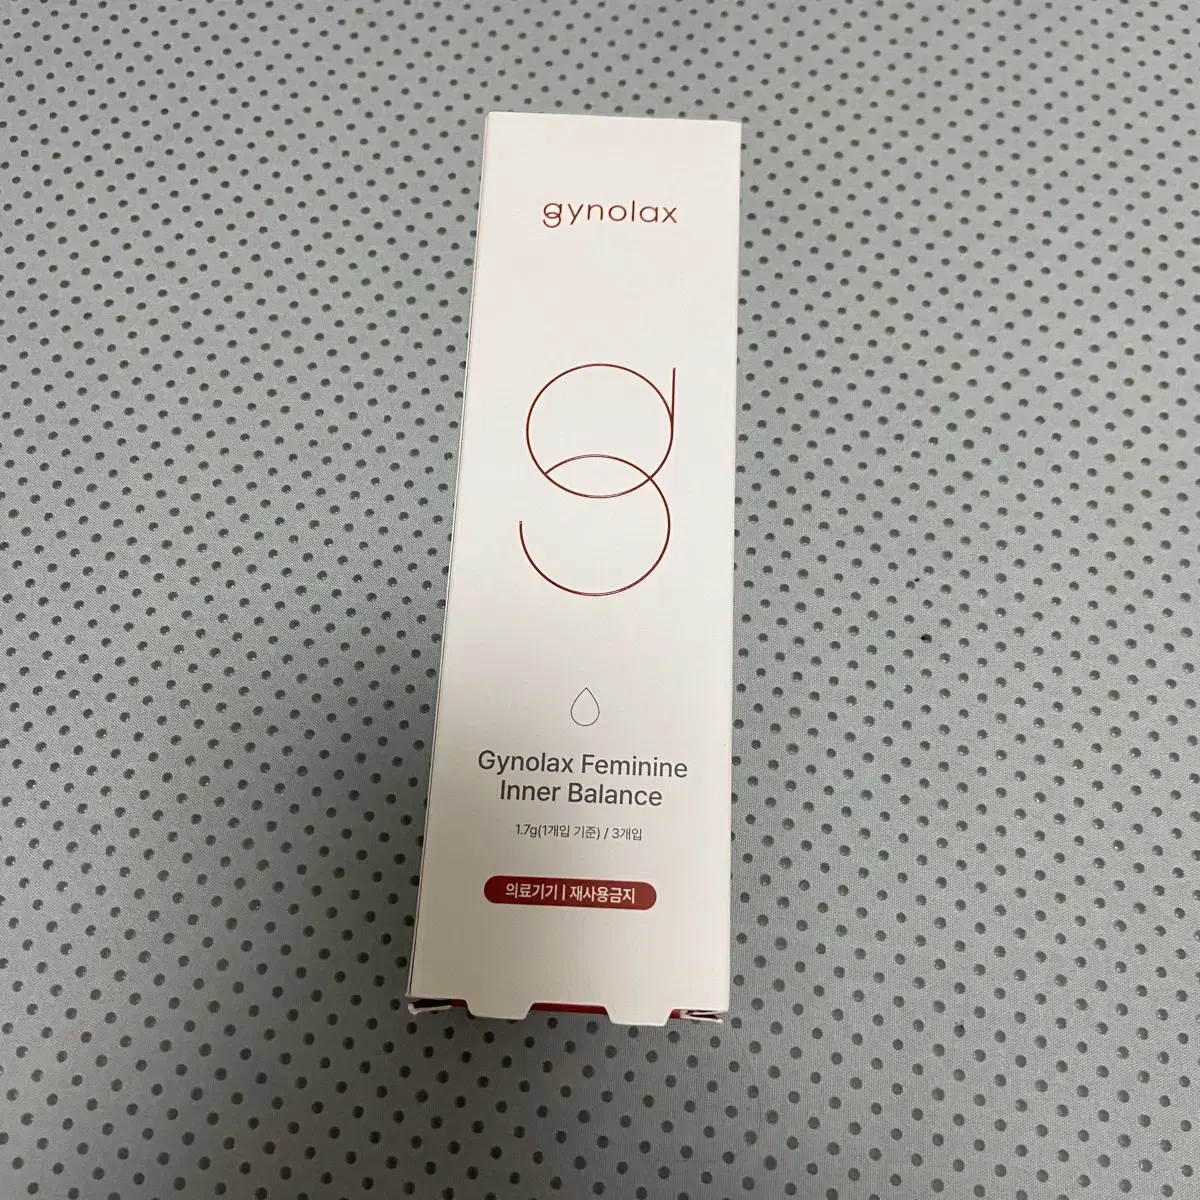 gynolax
Gynolax Feminine
Inner Balance
1.7g(1개입 기준) / 3개입
의료기기 | 재사용금지